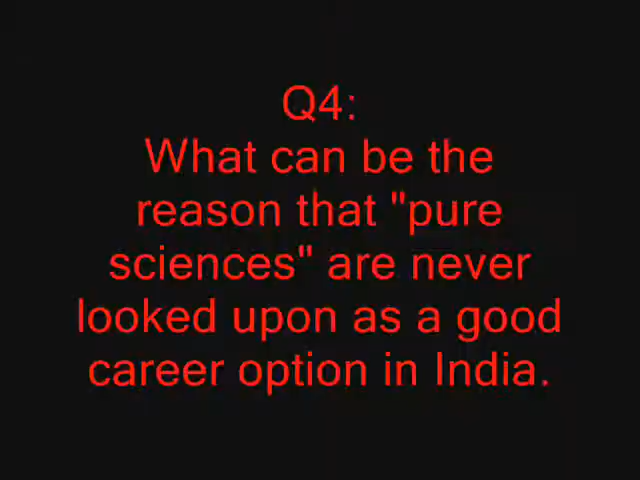 Q4:
What can be the
reason that "pure
sciences" are never
looked upon as a good
career option in India.